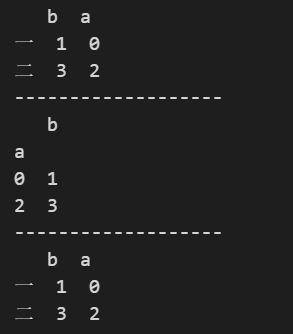 b  a
一  1  0
二  3  2
-------------------
   b
a
0  1
2  3
-------------------
   b  a
一  1  0
二  3  2